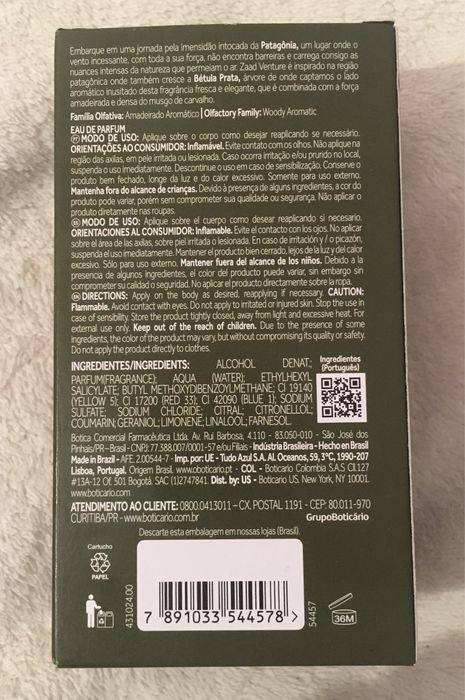 Embarque em uma jornada pela imensidão intocada da Patagônia, um lugar onde o
vento incessante, com toda a sua força, não encontra barreiras e carrega consigo as
nuances intensas da natureza que permeiam o ar. Zaad Venture é inspirado na região
patagônica onde também cresce a Bétula Prata, árvore de onde captamos o lado
aromático inusitado desta fragrância fresca e elegante, que é combinada com a força
amadeirada e densa do musgo de carvalho.
Família Olfativa: Amadeirado Aromático | Olfactory Family: Woody Aromatic
EAU DE PARFUM
PT MODO DE USO: Aplique sobre o corpo como desejar reaplicando se necessário.
ORIENTAÇÕES AO CONSUMIDOR: Inflamável. Evite contato com os olhos. Não aplique na
região das axilas, em pele irritada ou lesionada. Caso ocorra irritação e/ou prurido no local,
suspenda o uso imediatamente. Descontinue o uso em caso de sensibilização. Conserve o
produto bem fechado, longe da luz e do calor excessivo. Somente para uso externo.
Mantenha fora do alcance de crianças. Devido à presença de alguns ingredientes, a cor do
produto pode variar, porém sem comprometer sua qualidade ou segurança. Não aplicar o
produto diretamente nas roupas.
ES MODO DE USO: Aplique sobre el cuerpo como desear reaplicando si necesario.
ORIENTACIONES AL CONSUMIDOR: Inflamable. Evite el contacto con los ojos. No aplicar
sobre el área de las axilas, sobre piel irritada o lesionada. En caso de irritación y / o picazón,
suspenda el uso imediatamente. Mantener el producto bien cerrado, lejos de la luz y del calor
excesivo. Sólo para uso externo. Mantener fuera del alcance de los niños. Debido a la
presencia de algunos ingredientes, el color del producto puede variar, sin embargo sin
comprometer su calidad o seguridad. No aplicar el producto directamente sobre la ropa.
EN DIRECTIONS: Apply on the body as desired, reapplying if necessary. CAUTION:
Flammable. Avoid contact with eyes. Do not apply to irritated or injured skin. Stop the use in
case of sensibility. Store the product tightly closed, away from light and excessive heat. For
external use only. Keep out of the reach of children. Due to the presence of some
ingredients, the color of the product may vary, but without compromising its quality or safety.
Do not apply the product directly to clothes.
INGREDIENTES/INGREDIENTS: ALCOHOL DENAT.;
PARFUM(FRAGRANCE); AQUA (WATER); ETHYLHEXYL
SALICYLATE; BUTYL METHOXYDIBENZOYLMETHANE; CI 19140
(YELLOW 5); CI 17200 (RED 33); CI 42090 (BLUE 1); SODIUM
SULFATE; SODIUM CHLORIDE; CITRAL; CITRONELLOL;
COUMARIN; GERANIOL; LIMONENE; LINALOOL; FARNESOL.
Ingredientes
(Português)
Botica Comercial Farmacêutica Ltda. Av. Rui Barbosa, 4.110 - 83.050-010 - São José dos
Pinhais/PR - Brasil - CNPJ: 77.388.007/0001-57 e/ou Filiais - Indústria Brasileira - Hecho en Brasil
Made in Brazil - AFE. 2.00544-7 - Imp. por: UE - Tudo Azul S.A. Al. Oceanos, 59, 3°C, 1990-207
Lisboa, Portugal. Origem Brasil. www.oboticario.pt - COL - Boticario Colombia S.A.S Cll.127
#13A-12 Of. 501 Bogotá. SAC (1)2747841. Dist. by: US - Boticario US. New York, NY 10001.
www.boticario.com
ATENDIMENTO AO CLIENTE: 0800.0413011 – CX. POSTAL 1191 - CEP: 80.011-970
CURITIBA/PR – www.boticario.com.br GrupoBoticário
Descarte esta embalagem em nossas lojas (Brasil).
Cartucho
PAPEL
431024.00
7 891033 544578 >
54457
36M